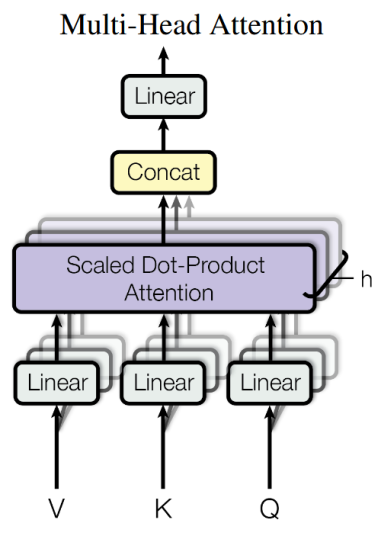 Multi-Head Attention
Linear
Concat
Scaled Dot-Product
Attention
h
Linear Linear Linear
V K Q